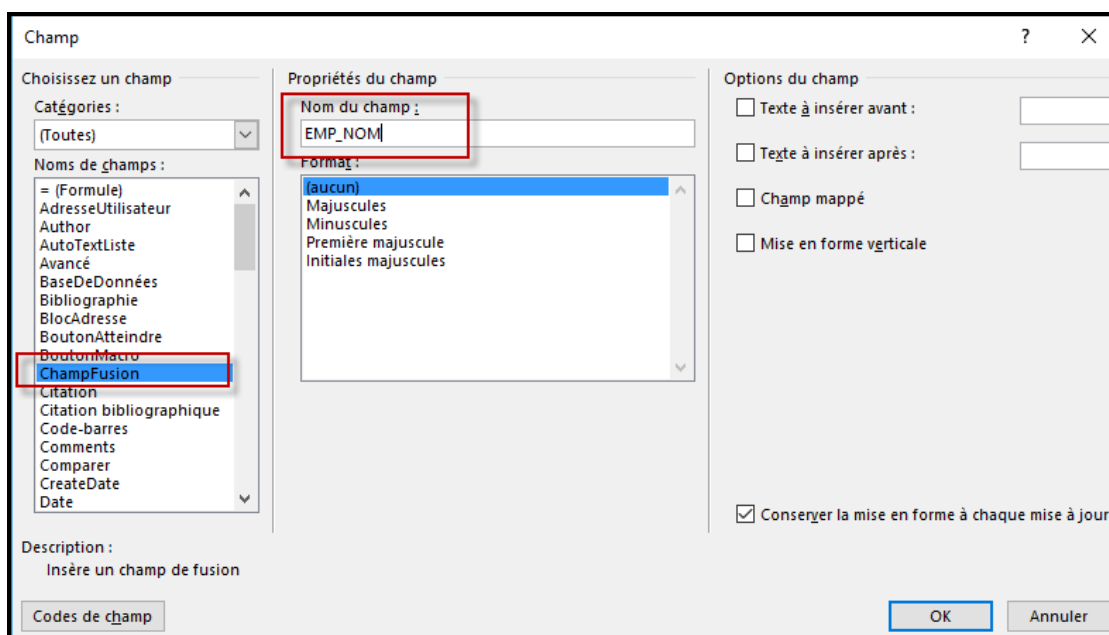 Champ
?
Choisissez un champ
Catégories :
(Toutes)
Noms de champs :
= (Formule)
AdresseUtilisateur
Author
AutoTextListe
Avancé
BaseDeDonnées
Bibliographie
BlocAdresse
BoutonAtteindre
BoutonMacro
ChampFusion
Citation
Citation bibliographique
Code-barres
Comments
Comparer
CreateDate
Date
Propriétés du champ
Nom du champ :
EMP_NOM
Format :
(aucun)
Majuscules
Minuscules
Première majuscule
Initiales majuscules
Options du champ
Texte à insérer avant :
Texte à insérer après :
Champ mappé
Mise en forme verticale
Conserver la mise en forme à chaque mise à jour
Description :
Insère un champ de fusion
Codes de champ
OK
Annuler